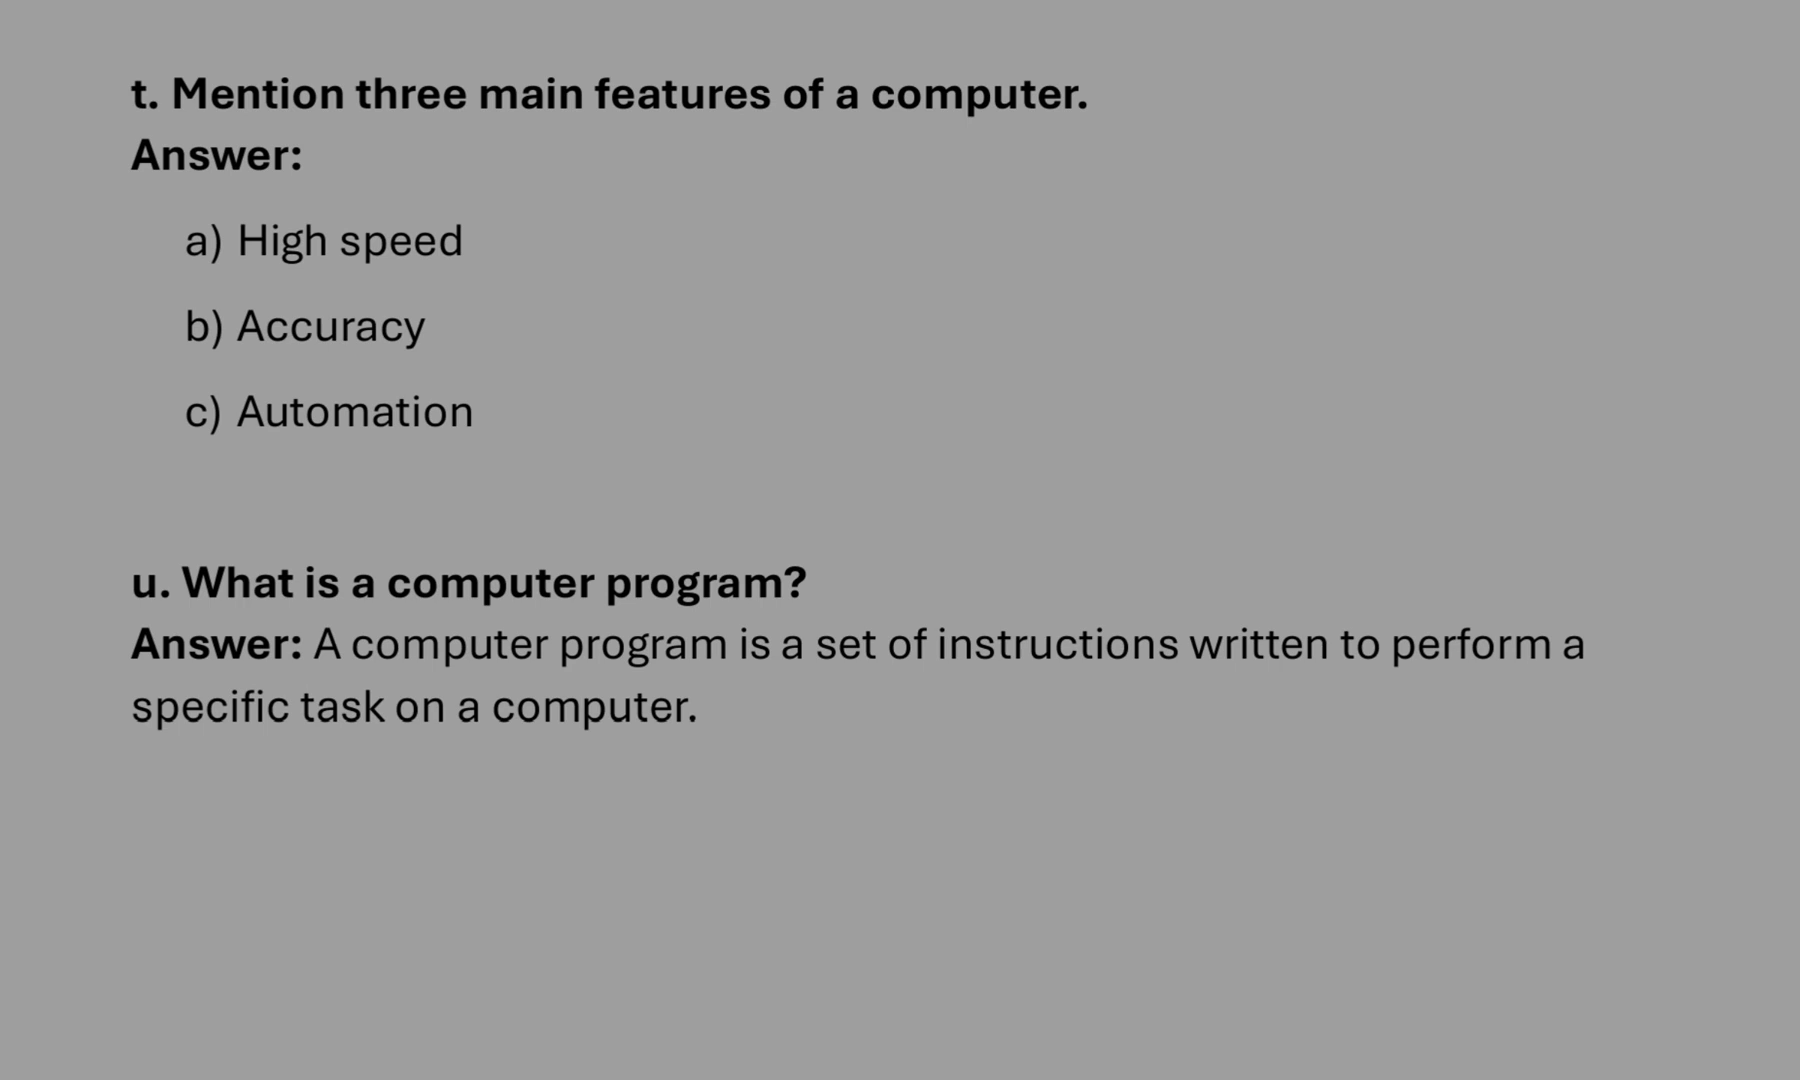 t. Mention three main features of a computer.
Answer:
a) High speed
b) Accuracy
c) Automation
u. What is a computer program?
Answer: A computer program is a set of instructions written to perform a
specific task on a computer.